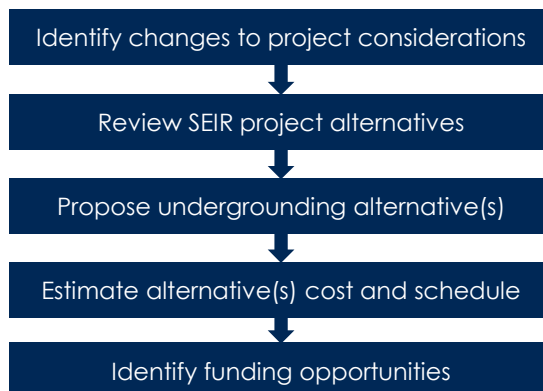 Identify changes to project considerations
Review SEIR project alternatives
Propose undergrounding alternative(s)
Estimate alternative(s) cost and schedule
Identify funding opportunities